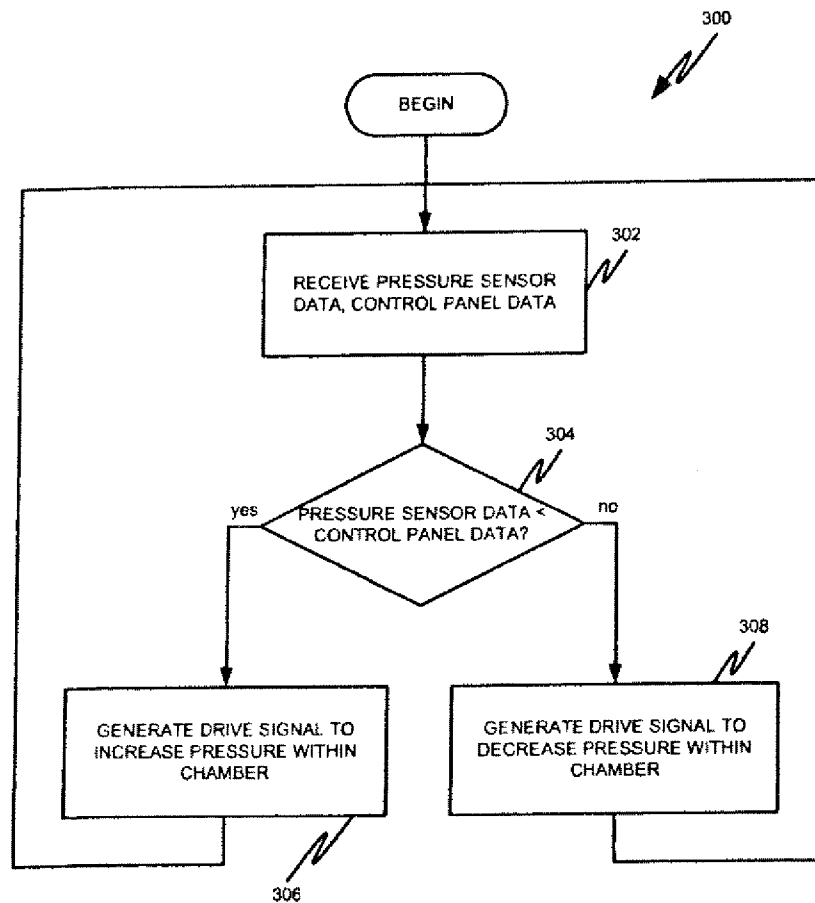 300
BEGIN
302
RECEIVE PRESSURE SENSOR
DATA, CONTROL PANEL DATA
304
yes
PRESSURE SENSOR DATA <
CONTROL PANEL DATA?
no
308
GENERATE DRIVE SIGNAL TO
INCREASE PRESSURE WITHIN
CHAMBER
GENERATE DRIVE SIGNAL TO
DECREASE PRESSURE WITHIN
CHAMBER
306